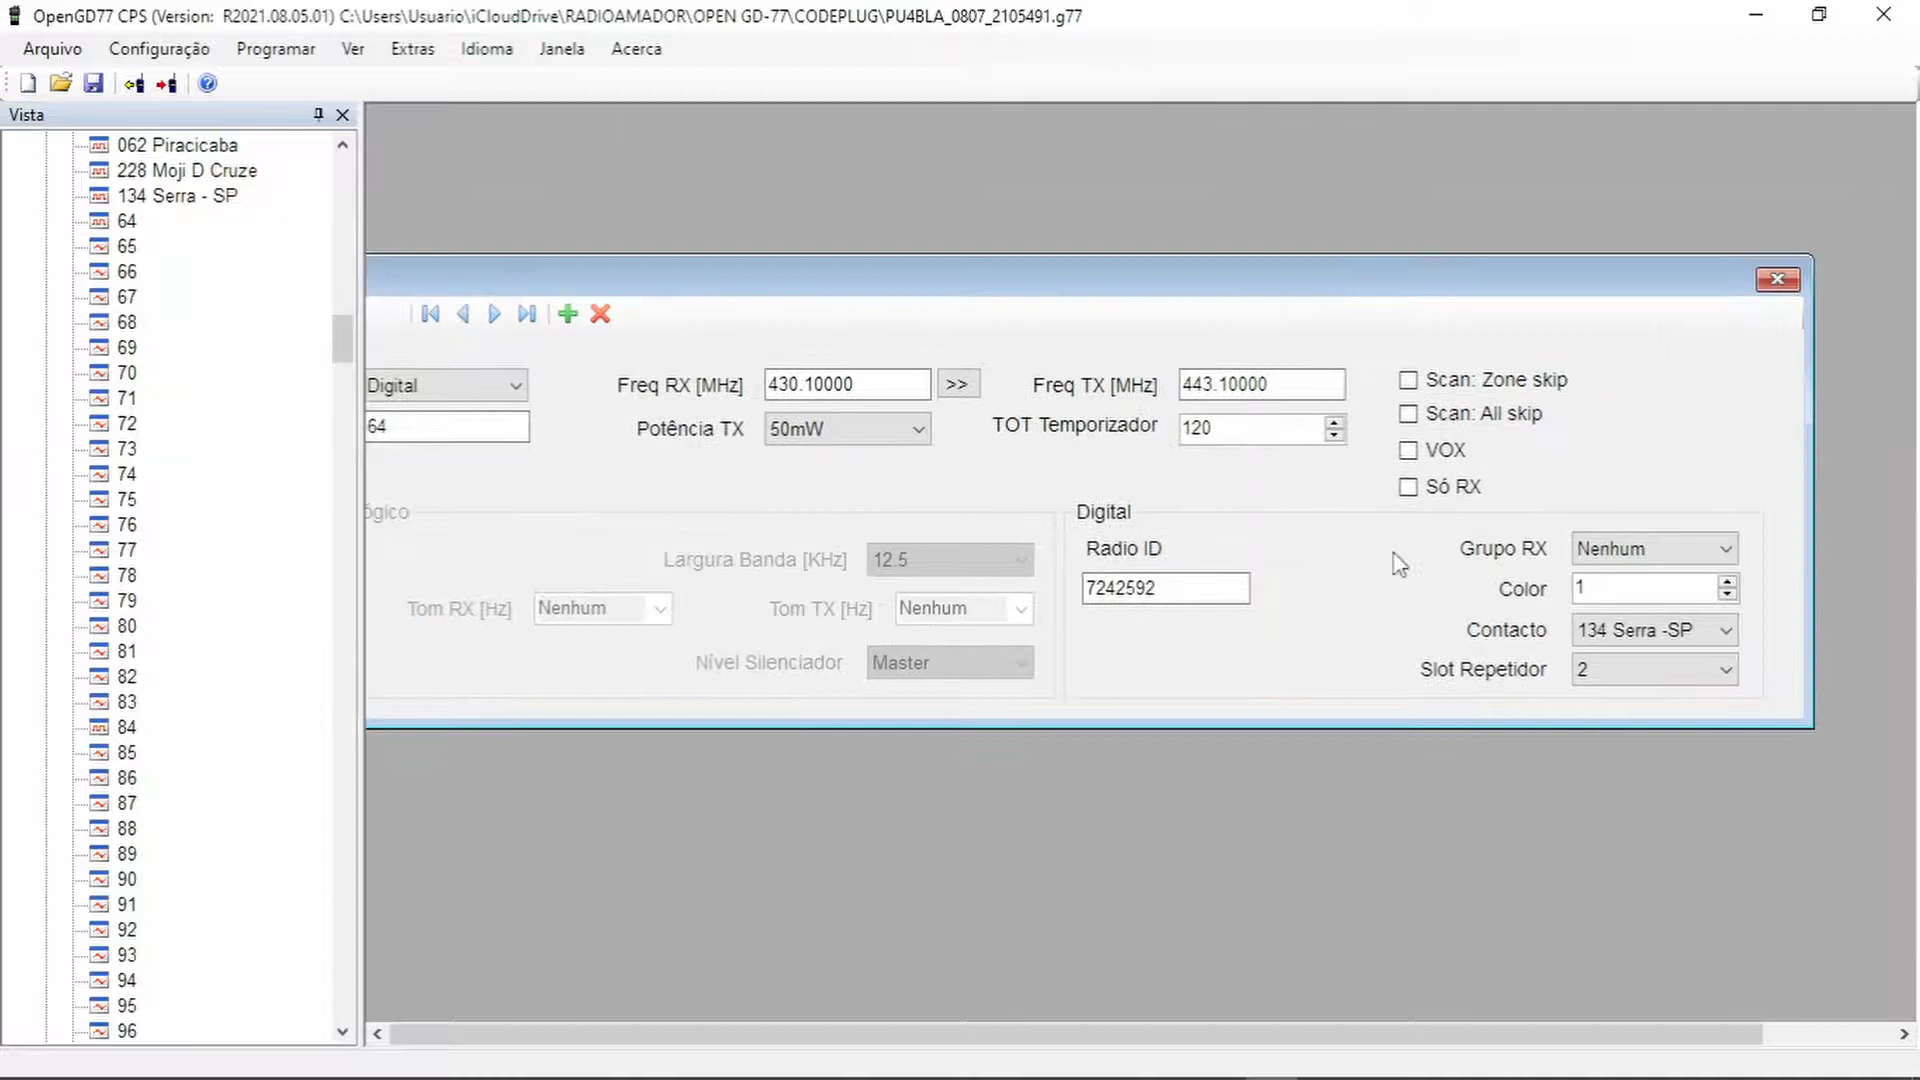 OpenGD77 CPS (Version: R2021.08.05.01) C:\Users\Usuario\iCloudDrive\RADIOAMADOR\OPEN GD-77\CODEPLUG\PU4BLA_0807_2105491.g77
Arquivo Configuração Programar Ver Extras Idioma Janela Acerca
Vista
062 Piracicaba
228 Moji D Cruze
134 Serra - SP
64
65
66
67
68
69
70
71
72
73
74
75
76
77
78
79
80
81
82
83
84
85
86
87
88
89
90
91
92
93
94
95
96
Digital
Freq RX [MHz] 430.10000 >> Freq TX [MHz] 443.10000
Scan: Zone skip
64
Potência TX 50mW TOT Temporizador 120
Scan: All skip
VOX
Só RX
ógico
Largura Banda [KHz] 12.5
Tom RX [Hz] Nenhum Tom TX [Hz] Nenhum
Nível Silenciador Master
Digital
Radio ID
7242592
Grupo RX Nenhum
Color 1
Contacto 134 Serra -SP
Slot Repetidor 2